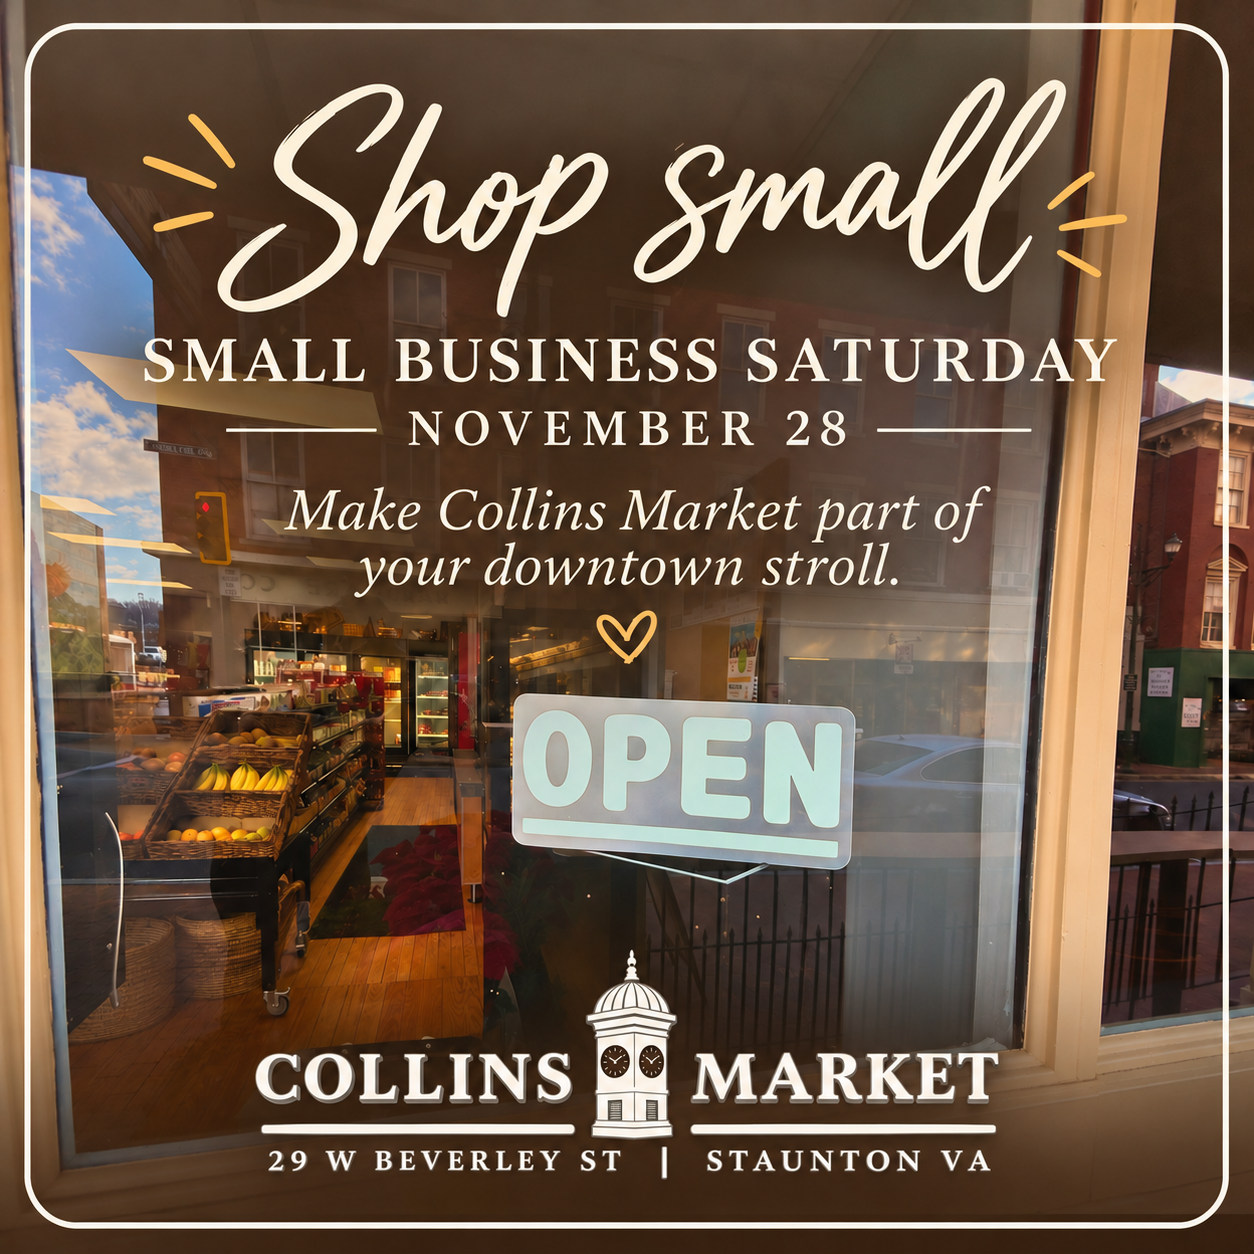 Shop small
SMALL BUSINESS SATURDAY
NOVEMBER 28
Make Collins Market part of
your downtown stroll.
OPEN
COLLINS MARKET
29 W BEVERLEY ST | STAUNTON VA